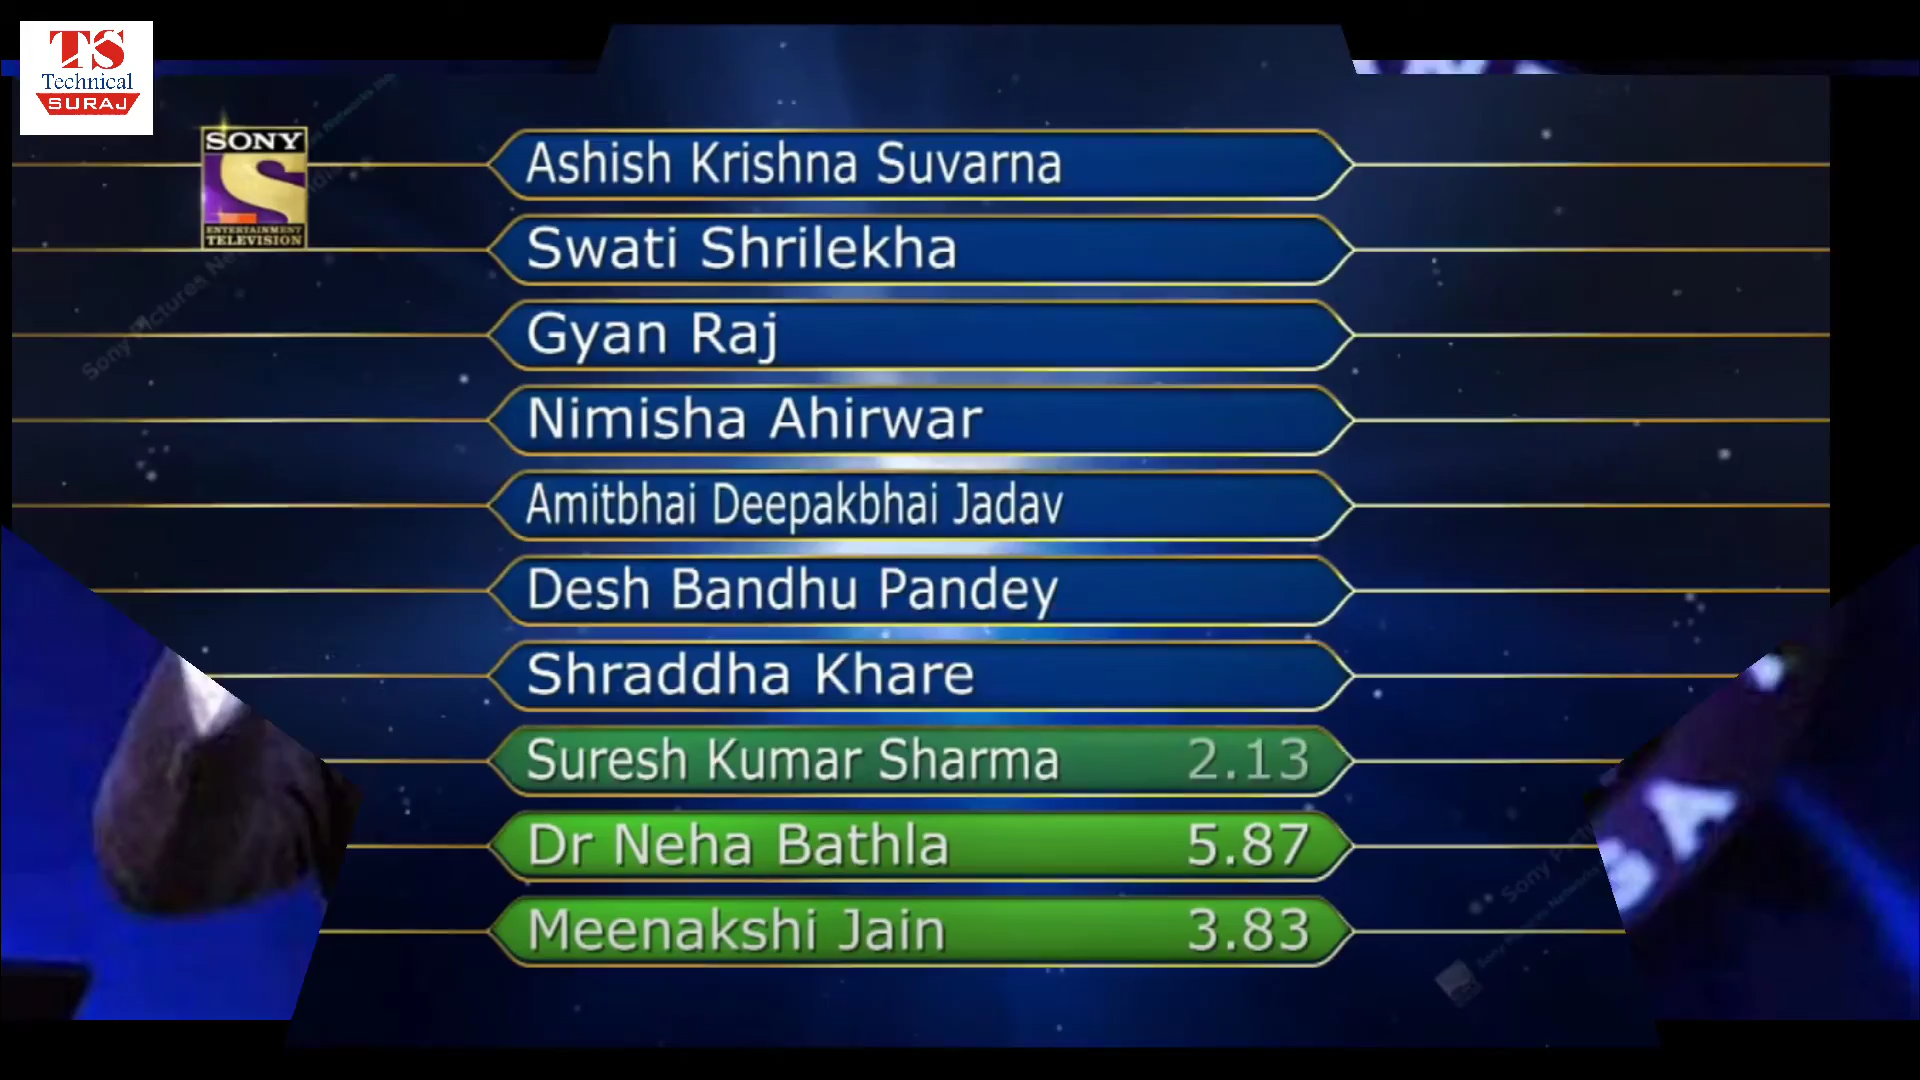 TS
Technical
SURAJ
SONY
ENTERTAINMENT
TELEVISION
Ashish Krishna Suvarna
Swati Shrilekha
Gyan Raj
Nimisha Ahirwar
Amitbhai Deepakbhai Jadav
Desh Bandhu Pandey
Shraddha Khare
Suresh Kumar Sharma 2.13
Dr Neha Bathla 5.87
Meenakshi Jain 3.83